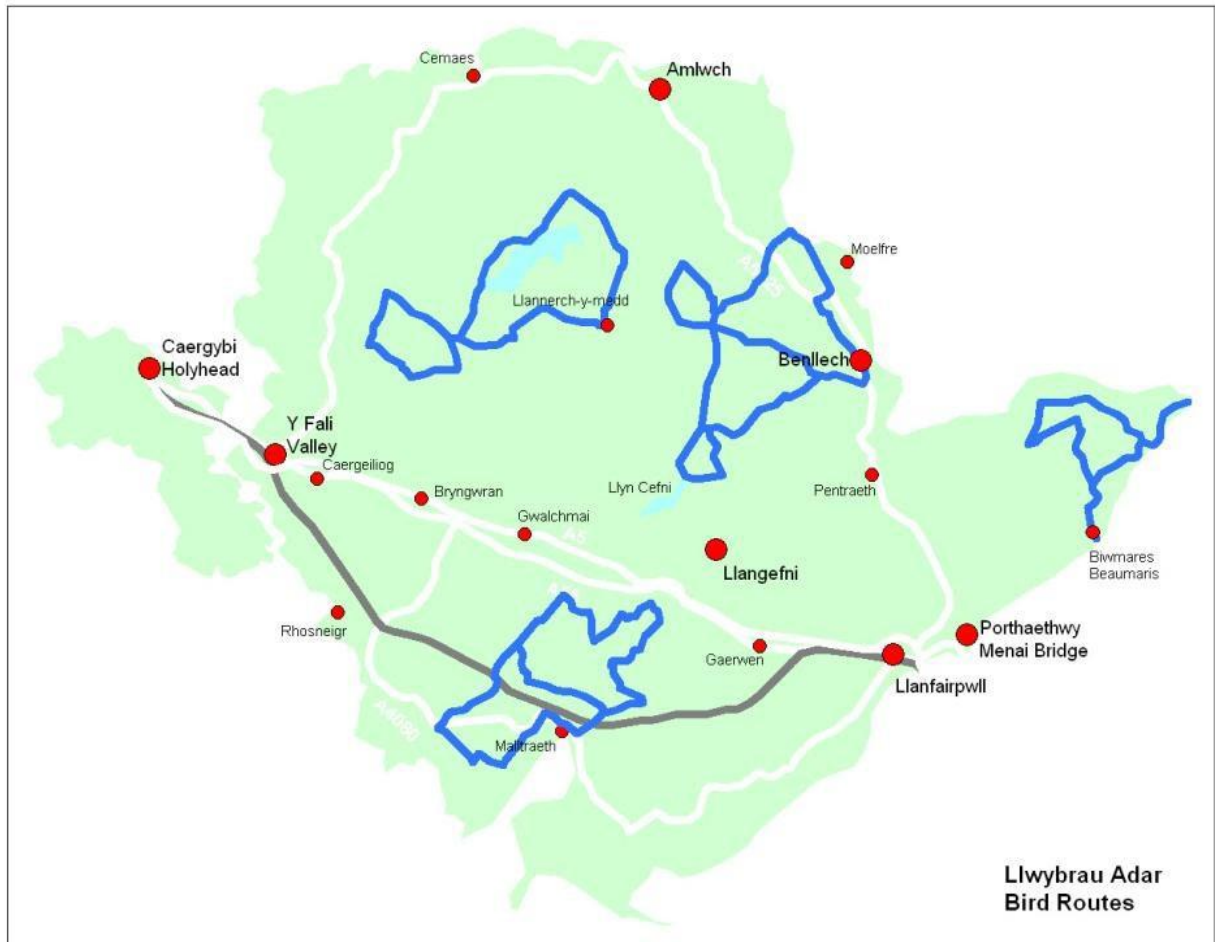 Cemaes
Amlwch
Moelfre
A5025
Llannerch-y-medd
Caergybi
Holyhead
Benllech
Y Fali
Valley
Caergeiliog
Bryngwran
Llyn Cefni
Pentraeth
Gwalchmai
A5
Llangefni
Biwmares
Beaumaris
Rhosneigr
Gaerwen
Porthaethwy
Menai Bridge
Llanfairpwll
A4080
Malltraeth
Llwybrau Adar
Bird Routes